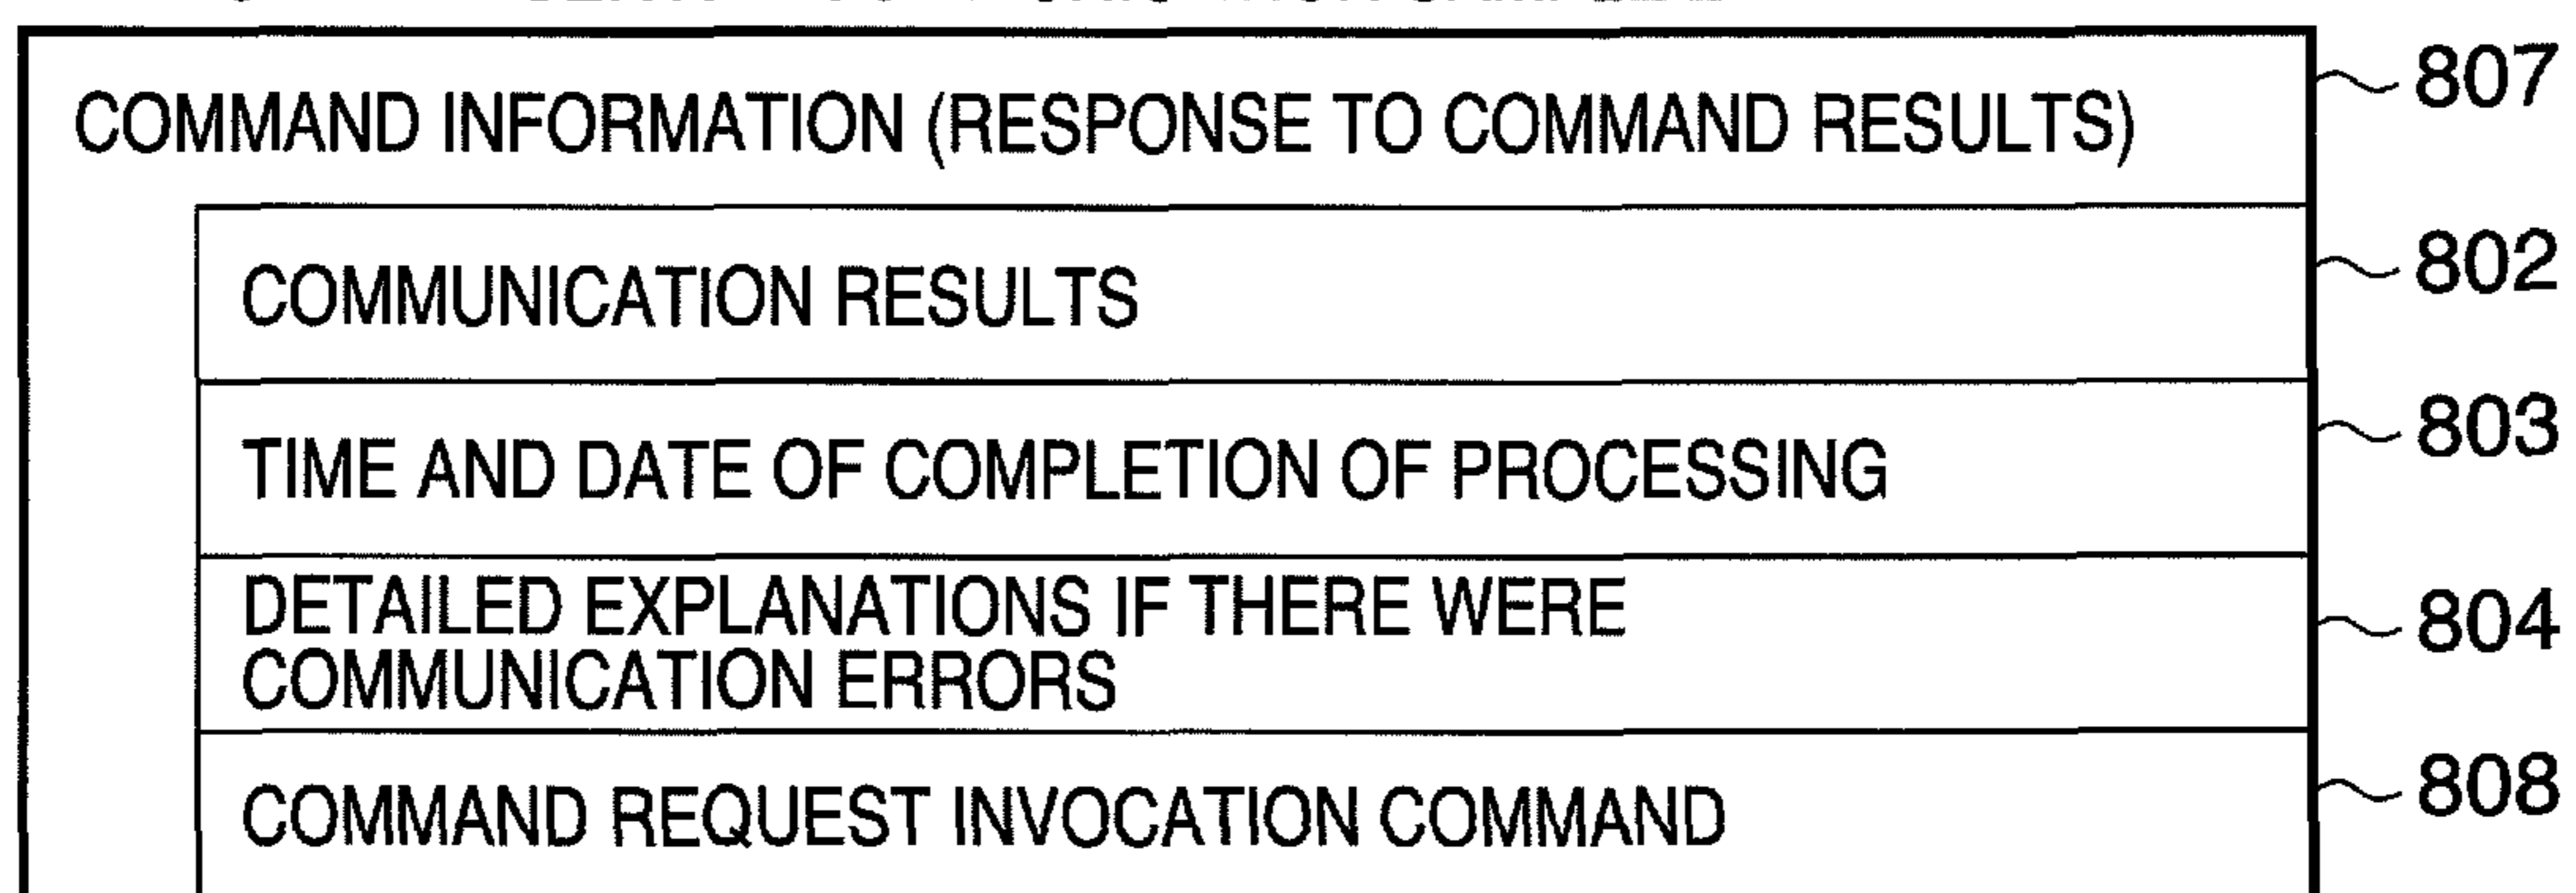 COMMAND INFORMATION (RESPONSE TO COMMAND RESULTS) 807
COMMUNICATION RESULTS 802
TIME AND DATE OF COMPLETION OF PROCESSING 803
DETAILED EXPLANATIONS IF THERE WERE
COMMUNICATION ERRORS 804
COMMAND REQUEST INVOCATION COMMAND 808